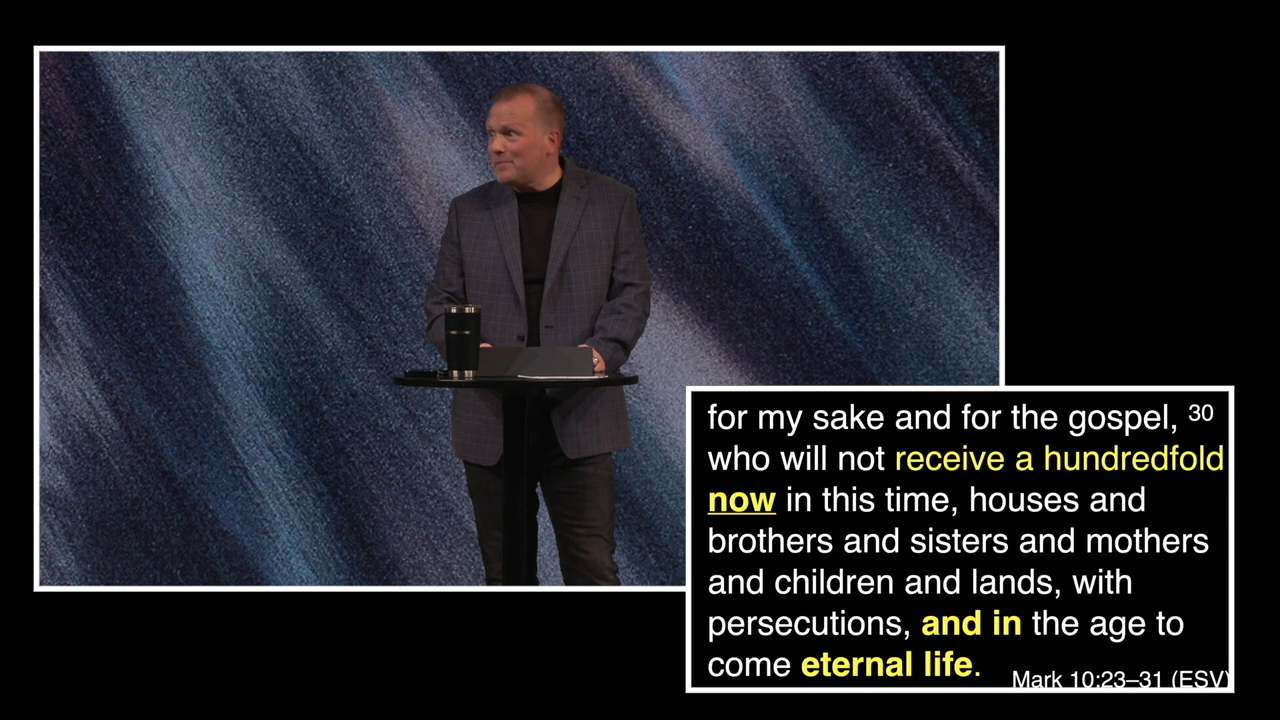 for my sake and for the gospel, 30
who will not receive a hundredfold
now in this time, houses and
brothers and sisters and mothers
and children and lands, with
persecutions, and in the age to
come eternal life.
Mark 10:23–31 (ESV)